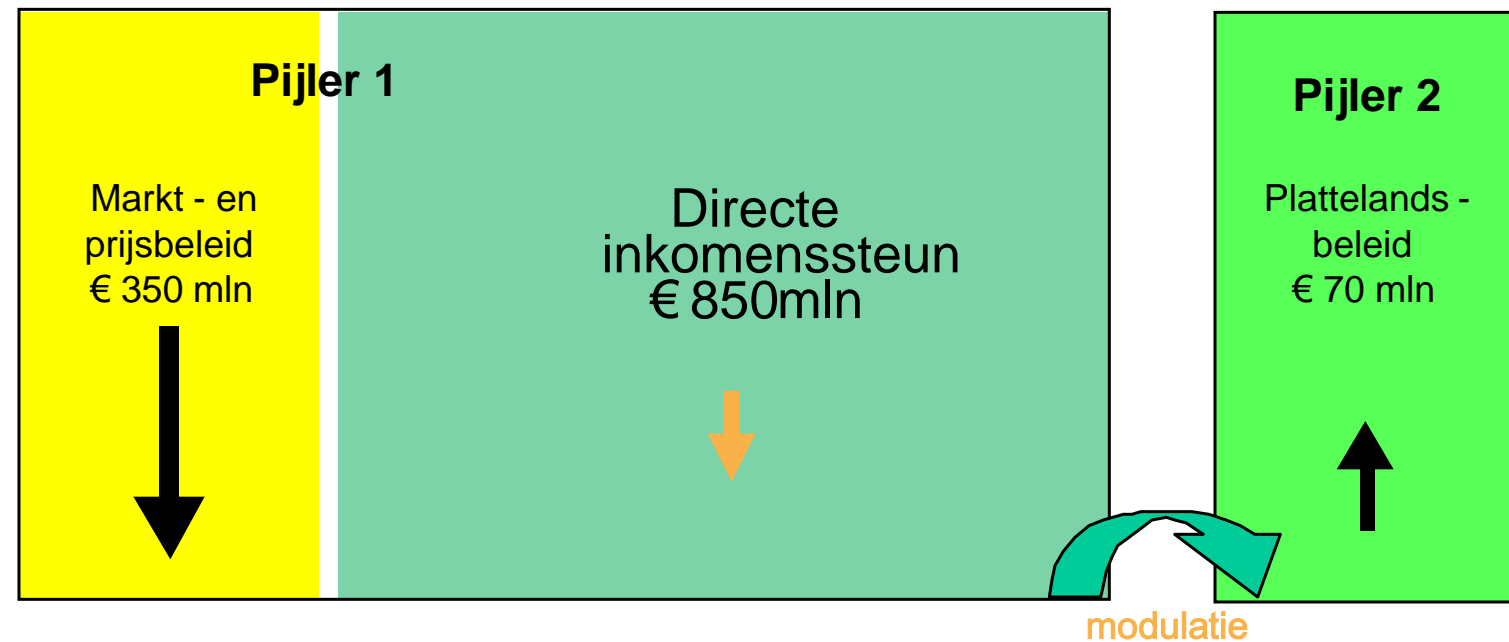 Pijler 1
Markt - en
prijsbeleid
€ 350 mln
Directe
inkomenssteun
€ 850mln
Pijler 2
Plattelands -
beleid
€ 70 mln
modulatie